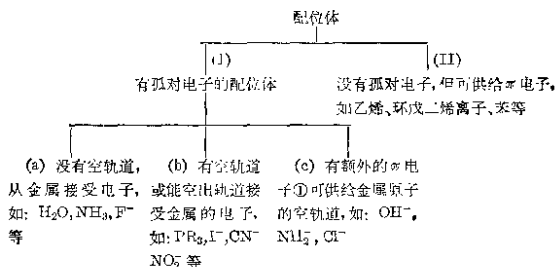 配位体
(I)
有孤对电子的配位体
(II)
没有孤对电子，但可供给π电子，
如乙烯、环戊二烯离子、苯等
(a) 没有空轨道，
从金属接受电子，
如：H₂O, NH₃, F⁻
等
(b) 有空轨道
或能空出轨道接
受金属的电子，
如：PR₃, I⁻, CN⁻
NO₂⁻ 等
(c) 有额外的π电
子①可供给金属原子
的空轨道，如：OH⁻，
NH₂⁻, Cl⁻